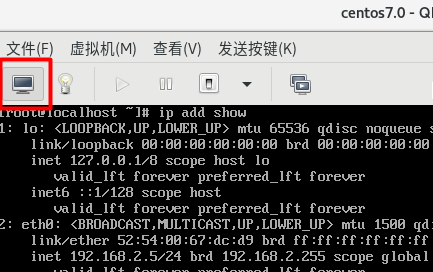 centos7.0 - Q
文件(F) 虚拟机(M) 查看(V) 发送按键(K)
[root@localhost ~]# ip add show
1: lo: <LOOPBACK,UP,LOWER_UP> mtu 65536 qdisc noqueue s
link/loopback 00:00:00:00:00:00 brd 00:00:00:00:00
inet 127.0.0.1/8 scope host lo
valid_lft forever preferred_lft forever
inet6 ::1/128 scope host
valid_lft forever preferred_lft forever
2: eth0: <BROADCAST,MULTICAST,UP,LOWER_UP> mtu 1500 qdi
link/ether 52:54:00:67:dc:d9 brd ff:ff:ff:ff:ff:ff
inet 192.168.2.5/24 brd 192.168.2.255 scope global
valid_lft forever preferred_lft forever